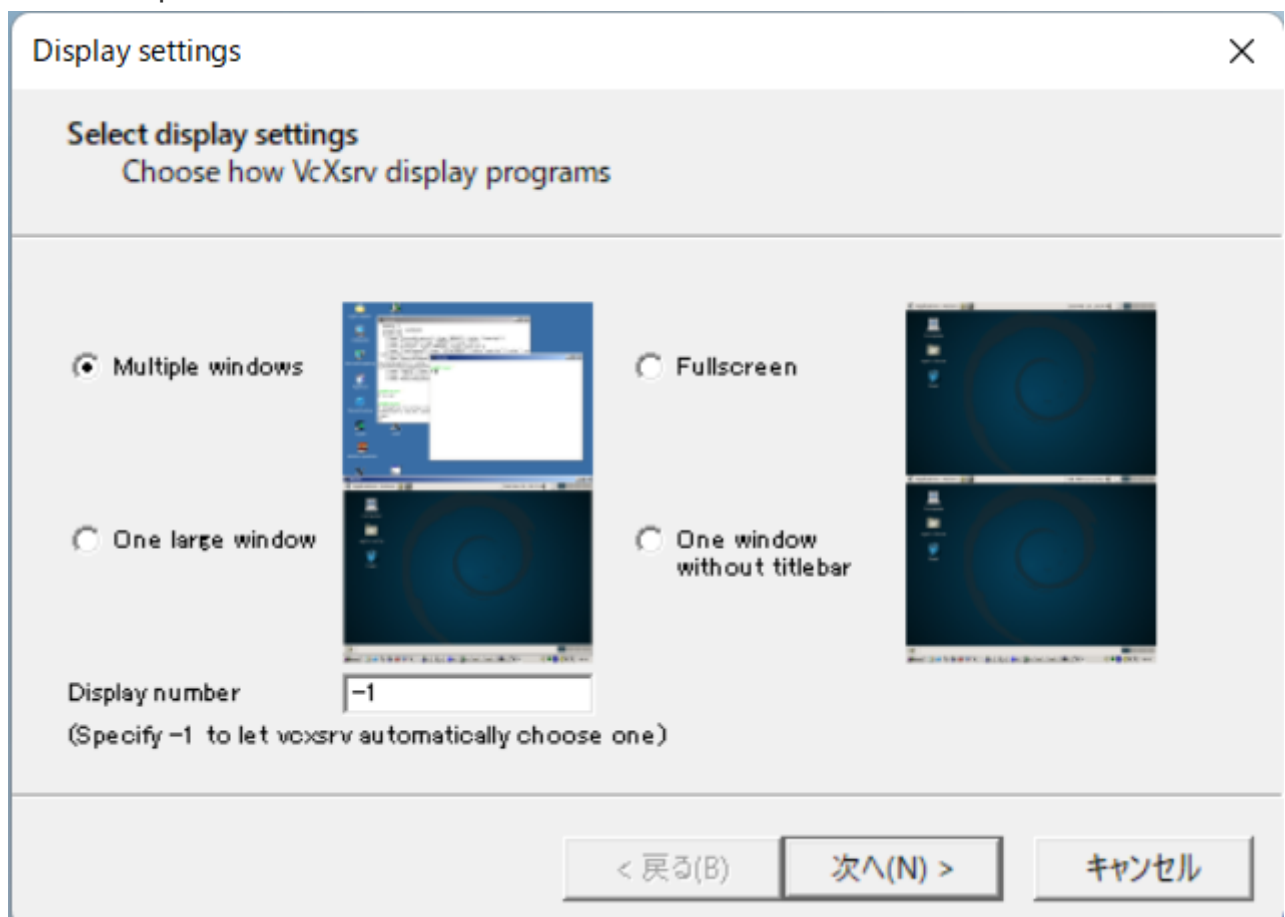 Display settings
Select display settings
Choose how VcXsrv display programs
Multiple windows
Fullscreen
One large window
One window
without titlebar
Display number
-1
(Specify -1 to let vcxsrv automatically choose one)
< 戻る(B)
次へ(N) >
キャンセル